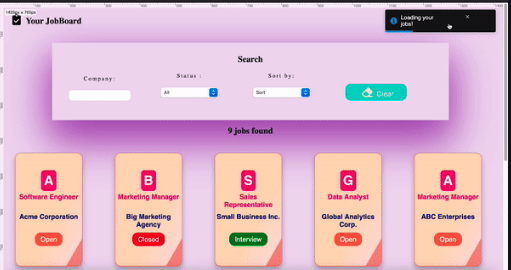 Your JobBoard
Loading your
jobs!
Search
Company:
Status :
Sort by:
All
Sort
Clear
9 jobs found
A
Software Engineer
Acme Corporation
Open
B
Marketing Manager
Big Marketing
Agency
Closed
S
Sales
Representative
Small Business Inc.
Interview
G
Data Analyst
Global Analytics
Corp.
Open
A
Marketing Manager
ABC Enterprises
Open